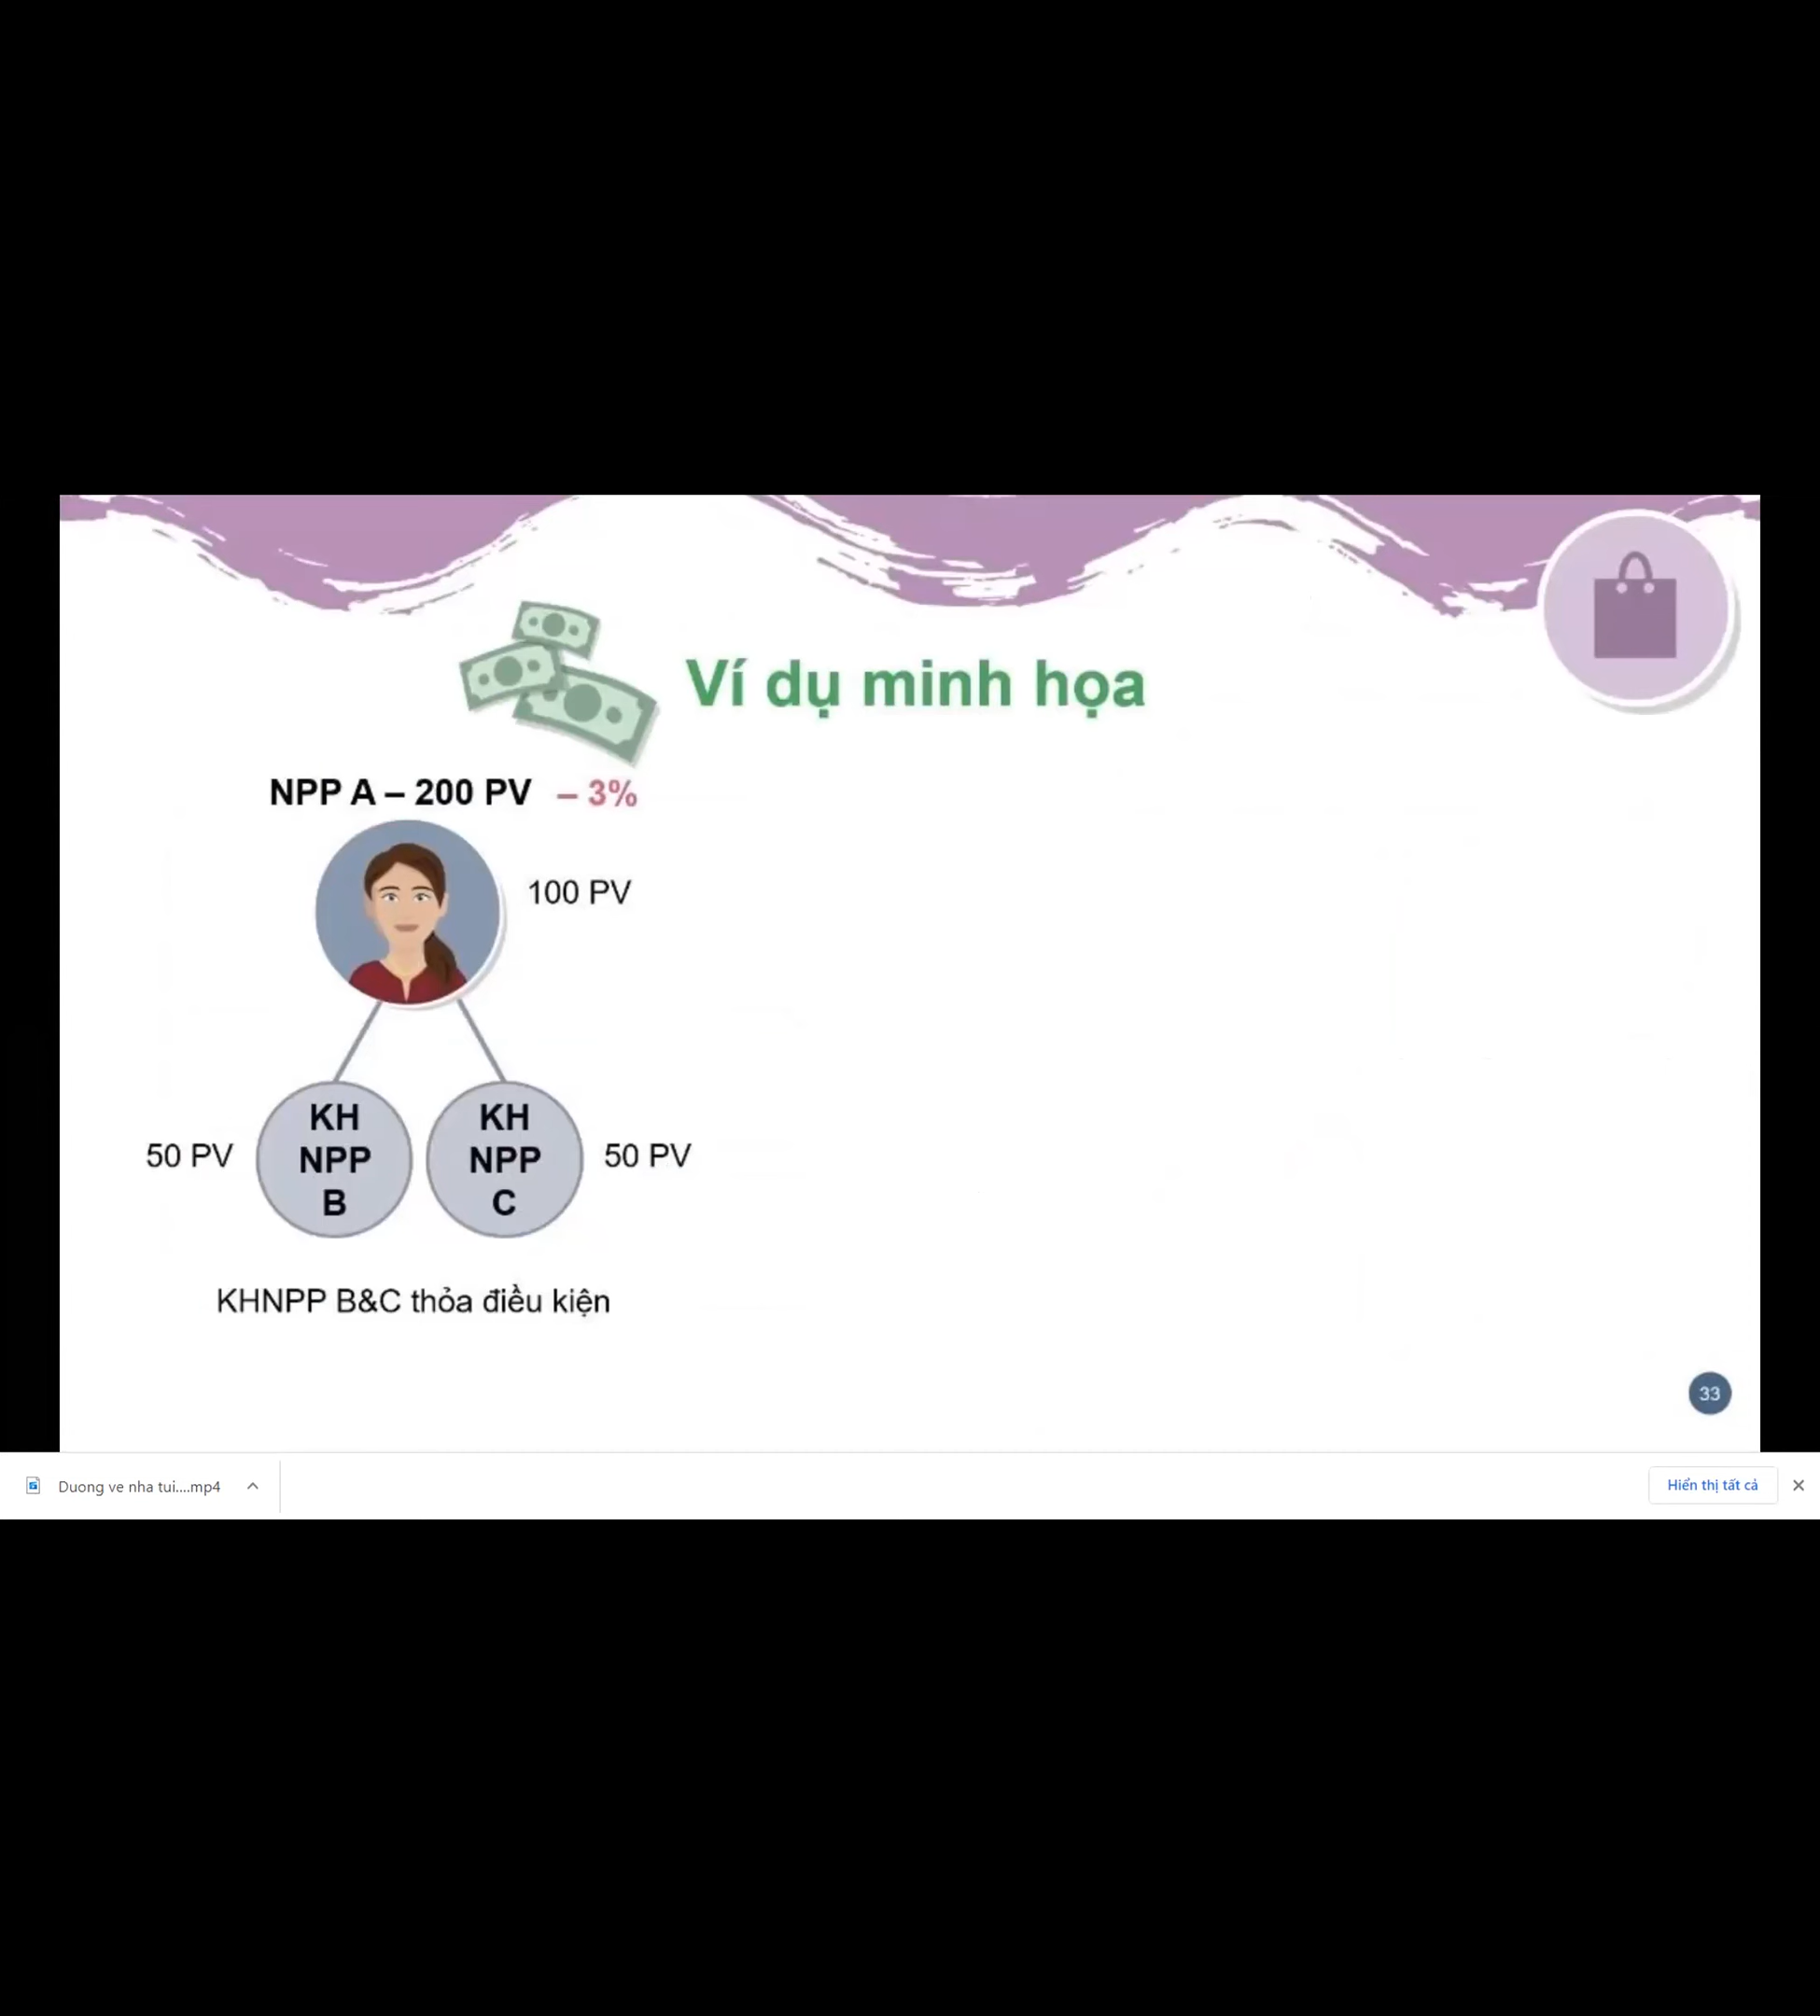 Ví dụ minh họa
NPP A – 200 PV – 3%
100 PV
50 PV
KH
NPP
B
KH
NPP
C
50 PV
KHNPP B&C thỏa điều kiện
33
Duong ve nha tui....mp4
Hiển thị tất cả